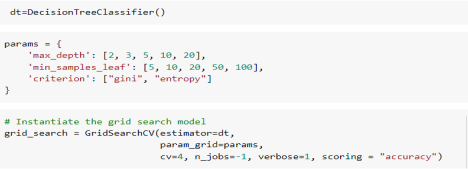 dt=DecisionTreeClassifier()
params = {
    'max_depth': [2, 3, 5, 10, 20],
    'min_samples_leaf': [5, 10, 20, 50, 100],
    'criterion': ["gini", "entropy"]
}
# Instantiate the grid search model
grid_search = GridSearchCV(estimator=dt,
                           param_grid=params,
                           cv=4, n_jobs=-1, verbose=1, scoring = "accuracy")